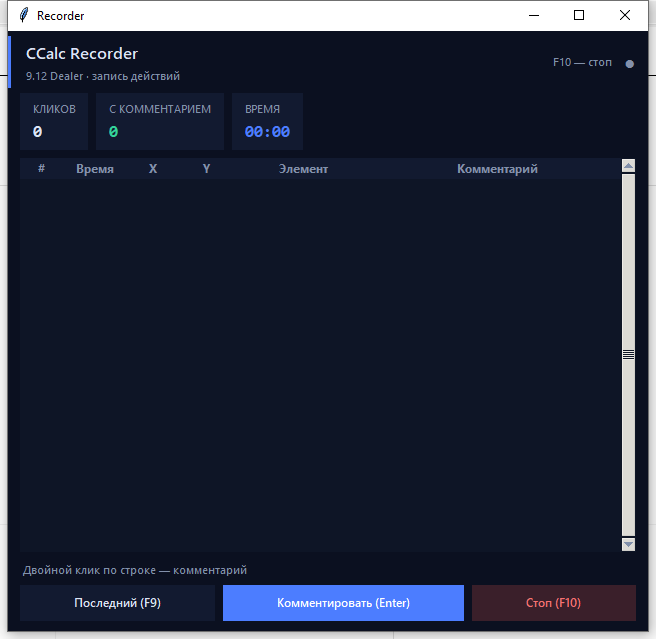 Recorder
CCalc Recorder
9.12 Dealer · запись действий
F10 — стоп
КЛИКОВ С КОММЕНТАРИЕМ ВРЕМЯ
0 0 00:00
# Время X Y Элемент Комментарий
Двойной клик по строке — комментарий
Последний (F9) Комментировать (Enter) Стоп (F10)